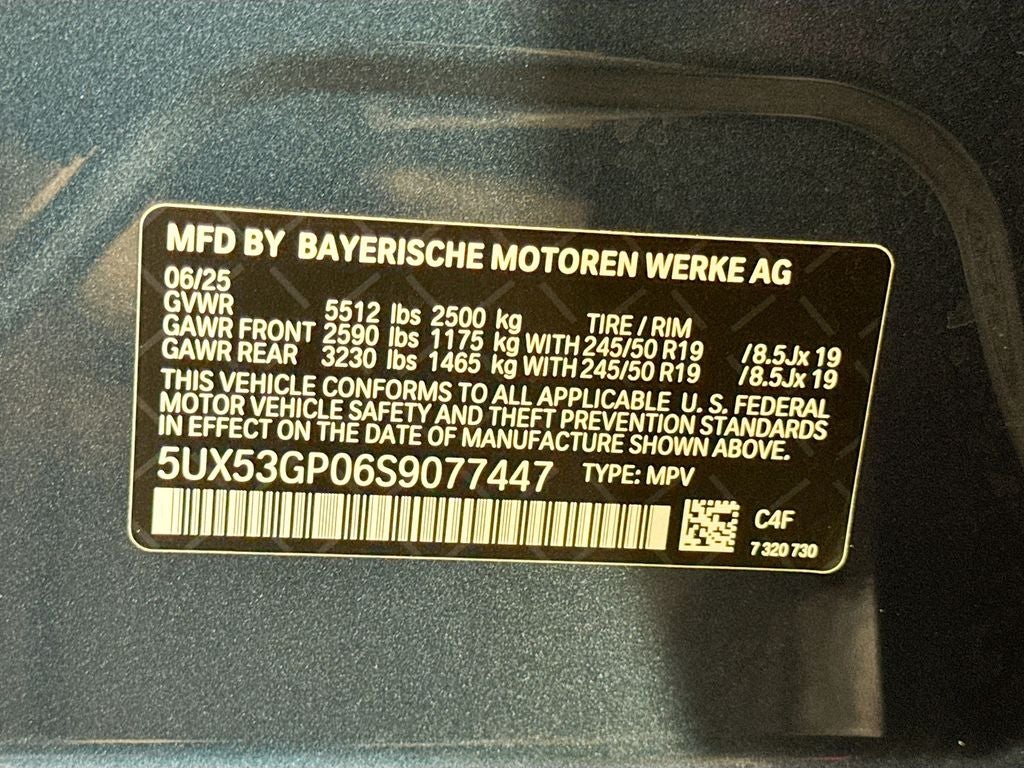 MFD BY BAYERISCHE MOTOREN WERKE AG
06/25
GVWR 5512 lbs 2500 kg TIRE / RIM
GAWR FRONT 2590 lbs 1175 kg WITH 245/50 R19 /8.5Jx 19
GAWR REAR 3230 lbs 1465 kg WITH 245/50 R19 /8.5Jx 19
THIS VEHICLE CONFORMS TO ALL APPLICABLE U. S. FEDERAL
MOTOR VEHICLE SAFETY AND THEFT PREVENTION STANDARDS
IN EFFECT ON THE DATE OF MANUFACTURE SHOWN ABOVE.
5UX53GP06S9077447 TYPE: MPV
C4F
7 320 730